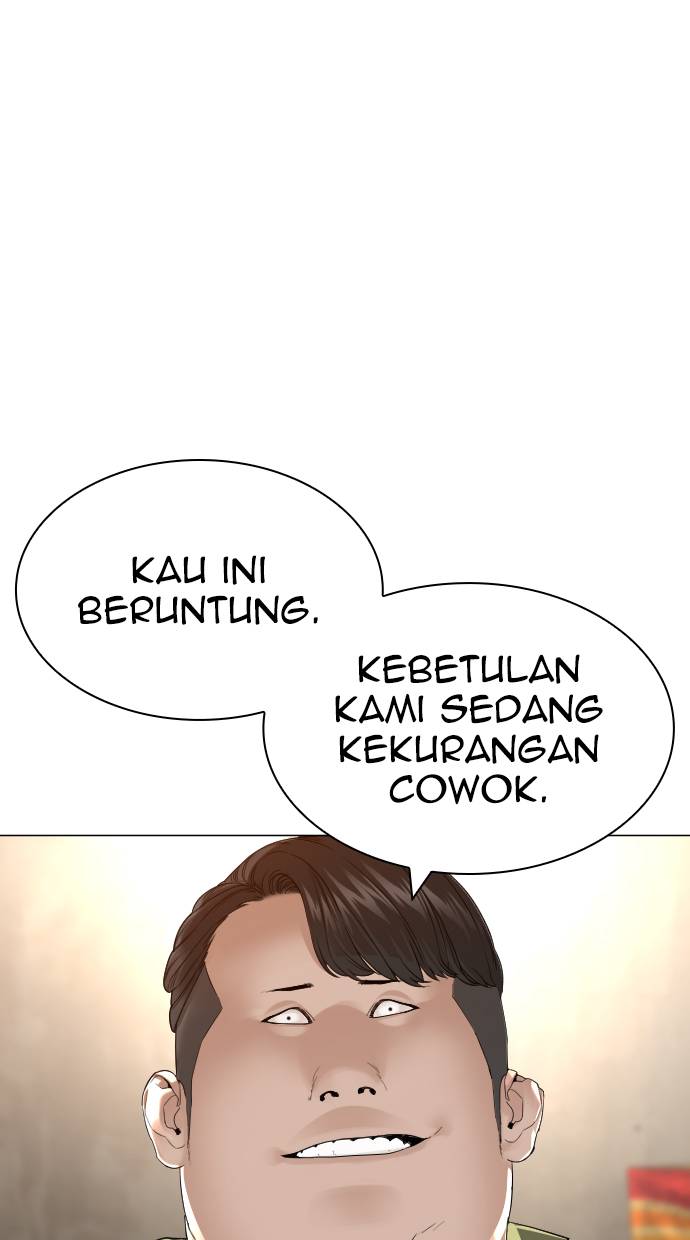 KAU INI
BERUNTUNG.
KEBETULAN
KAMI SEDANG
KEKURANGAN
COWOK.